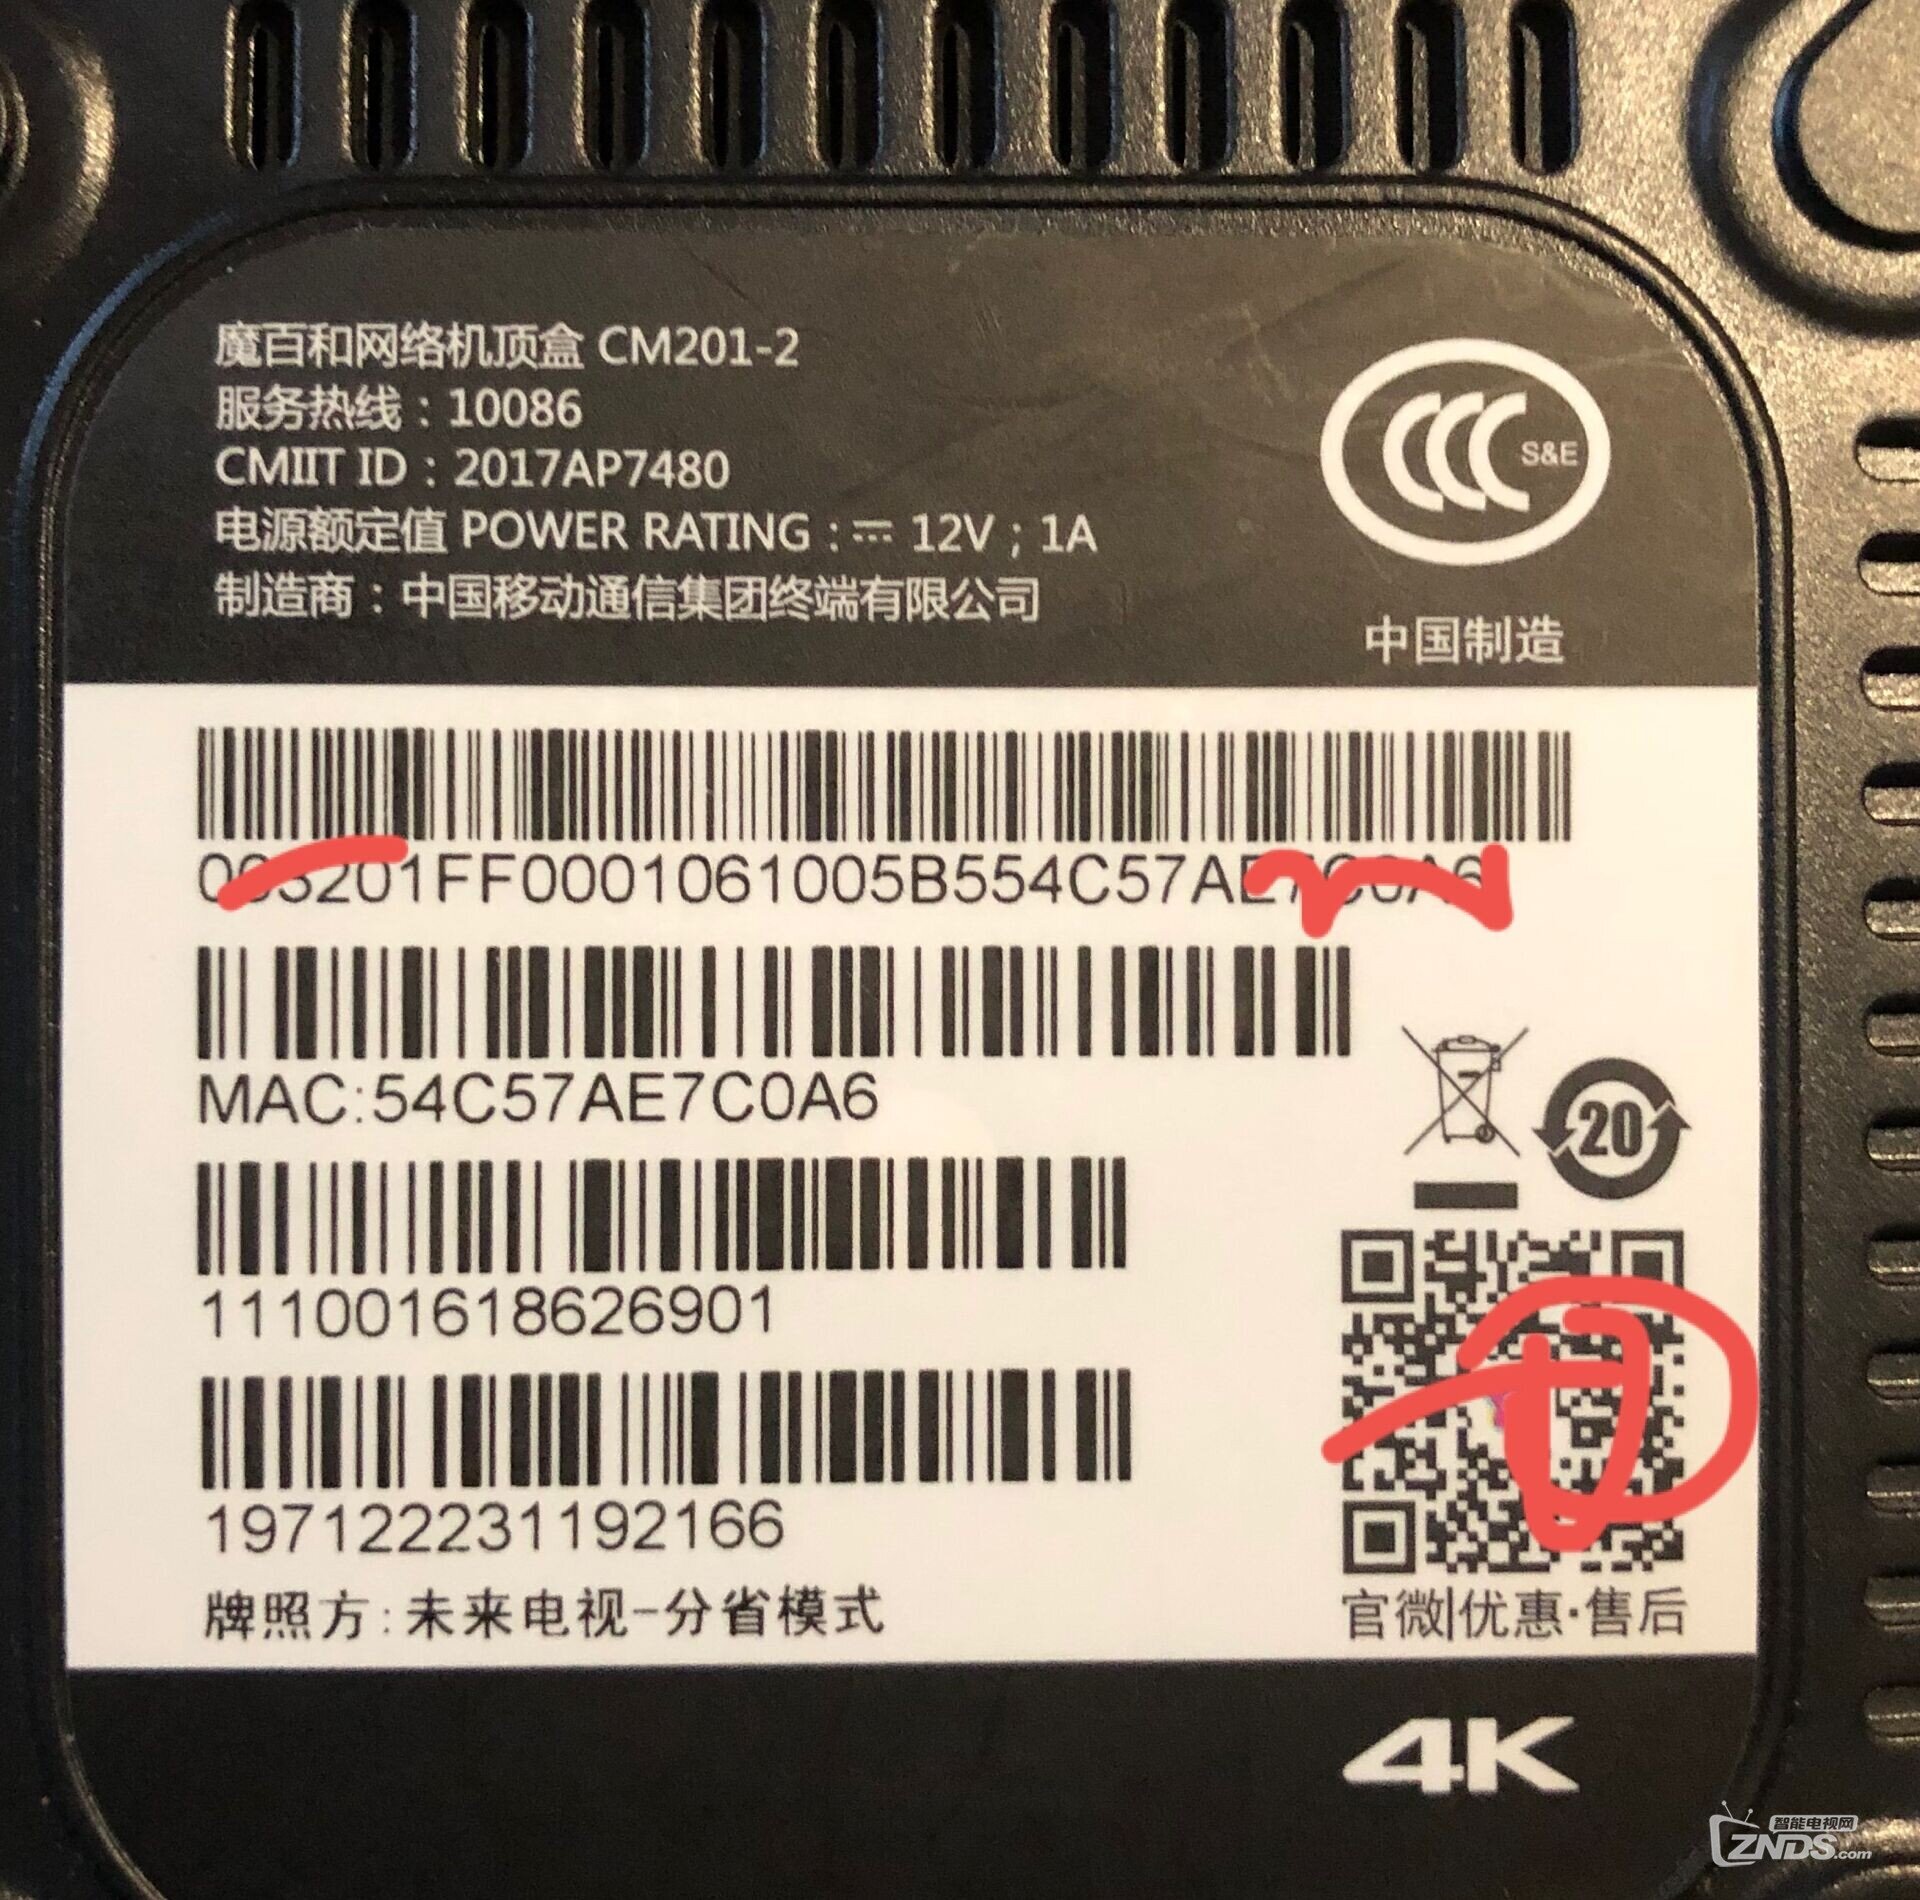 魔百和网络机顶盒 CM201-2
服务热线：10086
CMIIT ID：2017AP7480
电源额定值 POWER RATING：⎓ 12V；1A
制造商：中国移动通信集团终端有限公司
S&E
中国制造
003201FF0001061005B554C57AE7C0A6
MAC:54C57AE7C0A6
20
111001618626901
197122231192166
牌照方:未来电视-分省模式
官微|优惠·售后
4K
智能电视网
ZNDS.com